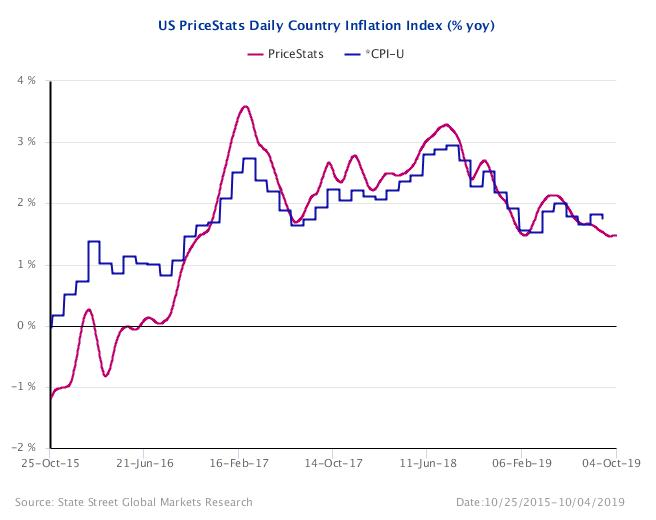 US PriceStats Daily Country Inflation Index (% yoy)
PriceStats *CPI-U
4 %
3 %
2 %
1 %
0 %
-1 %
-2 %
25-Oct-15 21-Jun-16 16-Feb-17 14-Oct-17 11-Jun-18 06-Feb-19 04-Oct-19
Source: State Street Global Markets Research Date:10/25/2015-10/04/2019